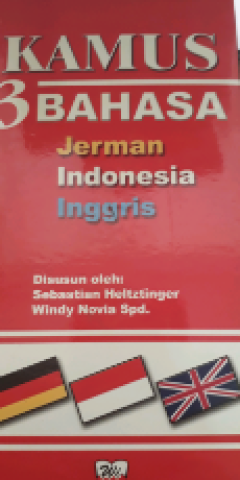 KAMUS
3 BAHASA
Jerman
Indonesia
Inggris
Disusun oleh:
Sebastian Heltztinger
Windy Novia Spd.